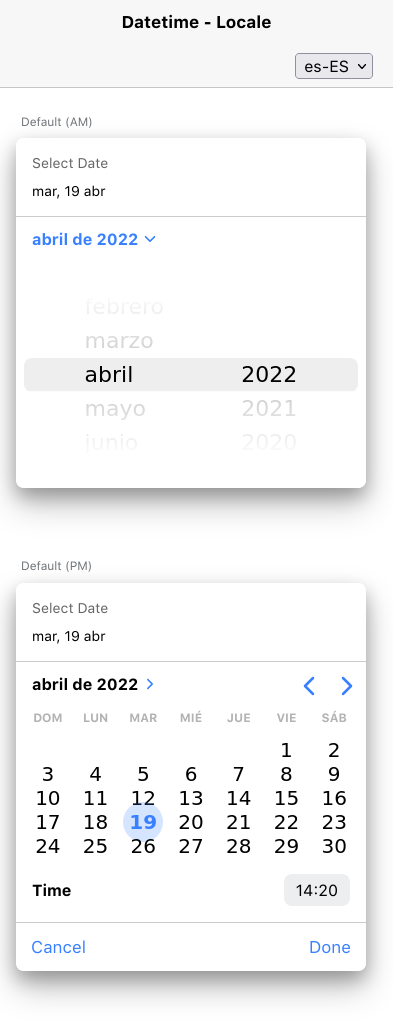 Datetime - Locale
es-ES
Default (AM)
Select Date
mar, 19 abr
abril de 2022
febrero
marzo
abril 2022
mayo 2021
junio 2020
Default (PM)
Select Date
mar, 19 abr
abril de 2022
DOM LUN MAR MIÉ JUE VIE SÁB
1 2
3 4 5 6 7 8 9
10 11 12 13 14 15 16
17 18 19 20 21 22 23
24 25 26 27 28 29 30
Time 14:20
Cancel Done